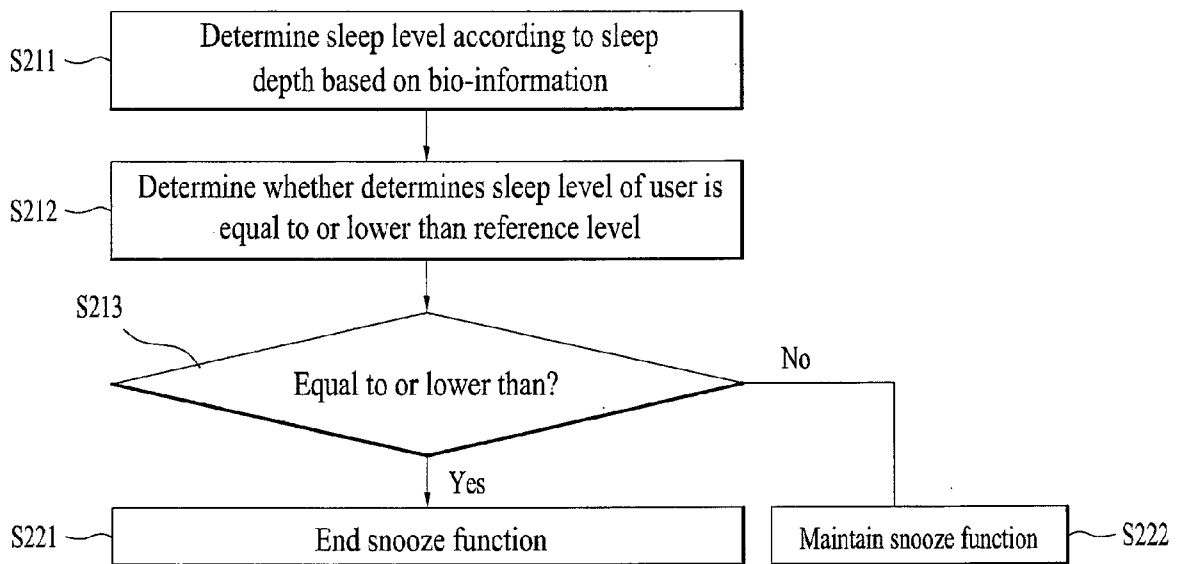 S211
Determine sleep level according to sleep
depth based on bio-information
S212
Determine whether determines sleep level of user is
equal to or lower than reference level
S213
Equal to or lower than?
No
Yes
S221
End snooze function
Maintain snooze function
S222